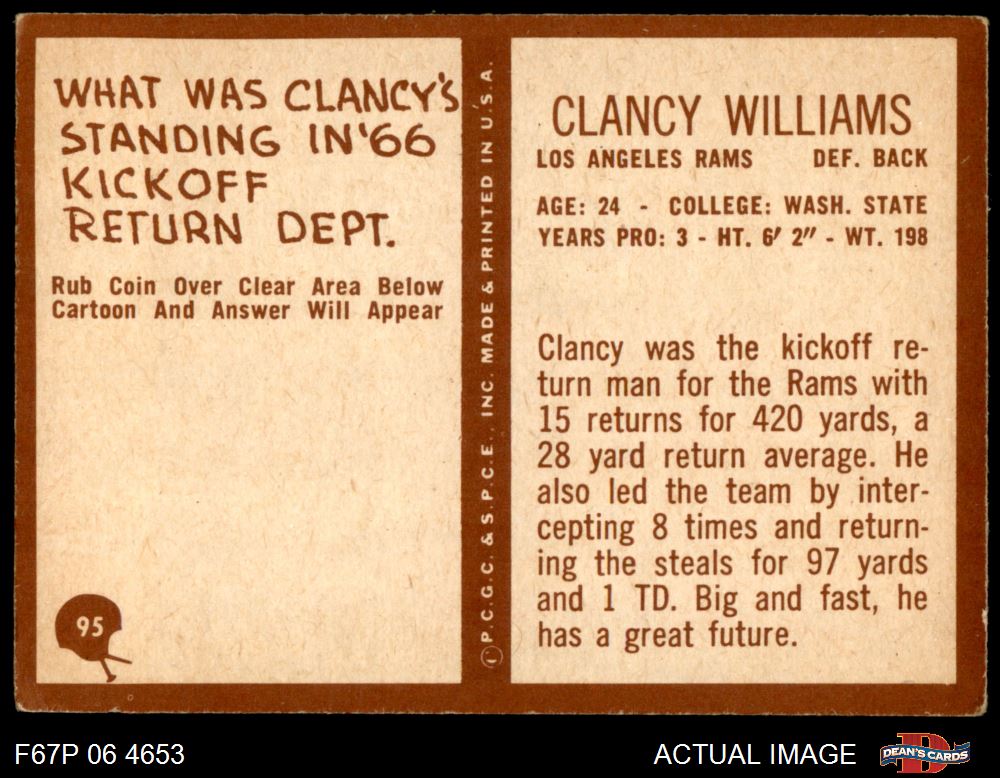 WHAT WAS CLANCY'S
STANDING IN '66
KICKOFF
RETURN DEPT.
Rub Coin Over Clear Area Below
Cartoon And Answer Will Appear
95
© P.C.G.C. & S.P.C.E., INC. MADE & PRINTED IN U.S.A.
CLANCY WILLIAMS
LOS ANGELES RAMS DEF. BACK
AGE: 24 - COLLEGE: WASH. STATE
YEARS PRO: 3 - HT. 6' 2" - WT. 198
Clancy was the kickoff re-
turn man for the Rams with
15 returns for 420 yards, a
28 yard return average. He
also led the team by inter-
cepting 8 times and return-
ing the steals for 97 yards
and 1 TD. Big and fast, he
has a great future.
F67P 06 4653
ACTUAL IMAGE
D
DEAN'S CARDS